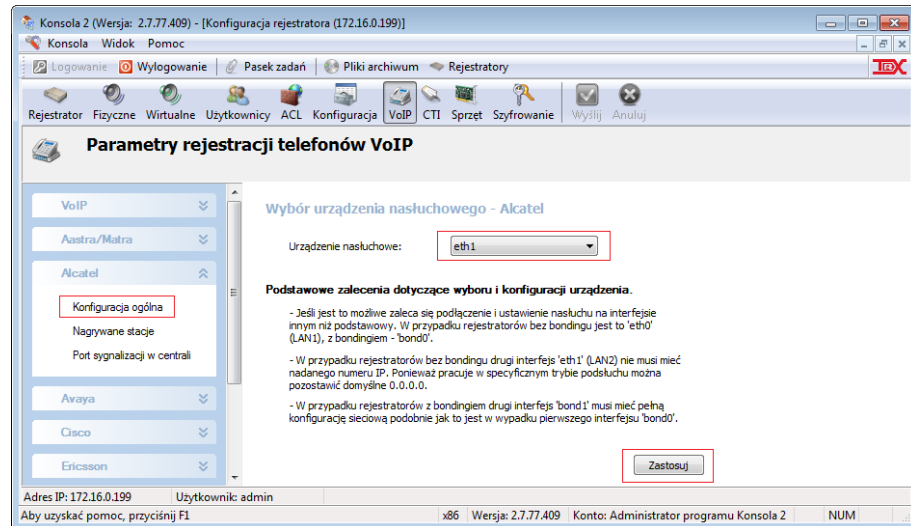 Konsola 2 (Wersja: 2.7.77.409) - [Konfiguracja rejestratora (172.16.0.199)]
Konsola Widok Pomoc
Logowanie Wylogowanie Pasek zadań Pliki archiwum Rejestratory TRX
Rejestrator Fizyczne Wirtualne Użytkownicy ACL Konfiguracja VoIP CTI Sprzęt Szyfrowanie Wyślij Anuluj
Parametry rejestracji telefonów VoIP
VoIP
Aastra/Matra
Alcatel
Konfiguracja ogólna
Nagrywane stacje
Port sygnalizacji w centrali
Avaya
Cisco
Ericsson
Wybór urządzenia nasłuchowego - Alcatel
Urządzenie nasłuchowe: eth1
Podstawowe zalecenia dotyczące wyboru i konfiguracji urządzenia.
- Jeśli jest to możliwe zaleca się podłączenie i ustawienie nasłuchu na interfejsie
innym niż podstawowy. W przypadku rejestratorów bez bondingu jest to 'eth0'
(LAN1), z bondingiem - 'bond0'.
- W przypadku rejestratorów bez bondingu drugi interfejs 'eth1' (LAN2) nie musi mieć
nadanego numeru IP. Ponieważ pracuje w specyficznym trybie podsłuchu można
pozostawić domyślne 0.0.0.0.
- W przypadku rejestratorów z bondingiem drugi interfejs 'bond1' musi mieć pełną
konfigurację sieciową podobnie jak to jest w wypadku pierwszego interfejsu 'bond0'.
Zastosuj
Adres IP: 172.16.0.199 Użytkownik: admin
Aby uzyskać pomoc, przyciśnij F1 x86 Wersja: 2.7.77.409 Konto: Administrator programu Konsola 2 NUM